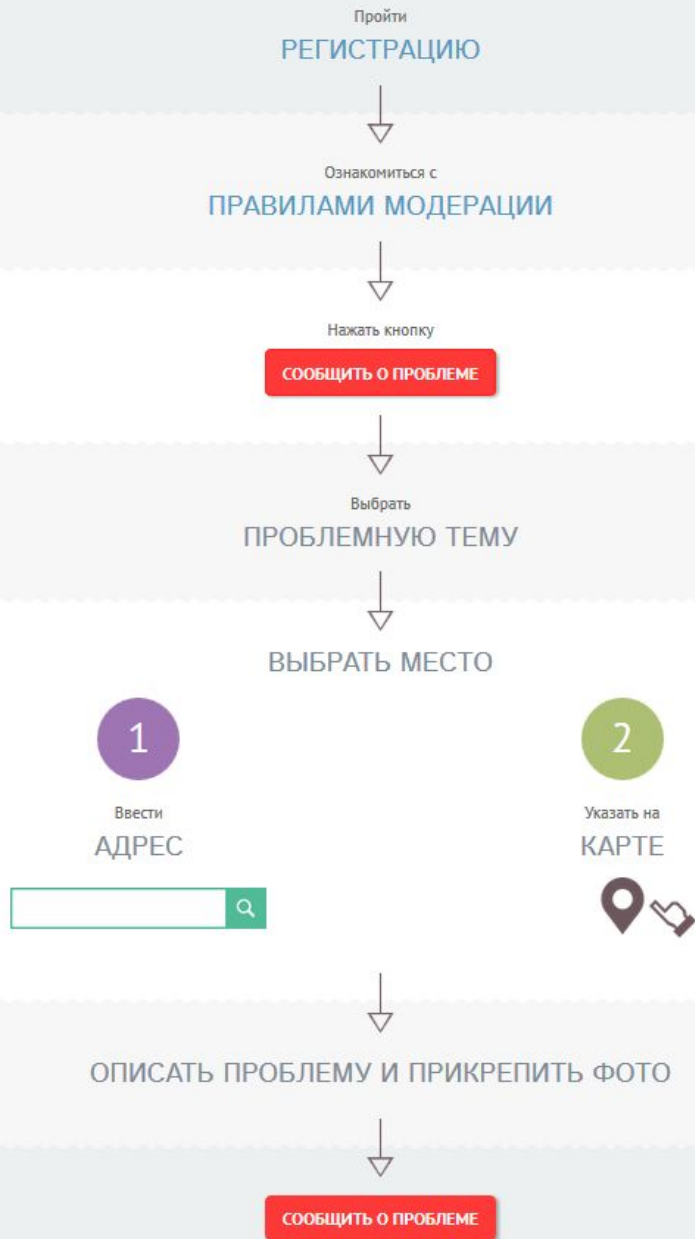 Пройти
РЕГИСТРАЦИЮ
Ознакомиться с
ПРАВИЛАМИ МОДЕРАЦИИ
Нажать кнопку
СООБЩИТЬ О ПРОБЛЕМЕ
Выбрать
ПРОБЛЕМНУЮ ТЕМУ
ВЫБРАТЬ МЕСТО
1
Ввести
АДРЕС
2
Указать на
КАРТЕ
ОПИСАТЬ ПРОБЛЕМУ И ПРИКРЕПИТЬ ФОТО
СООБЩИТЬ О ПРОБЛЕМЕ